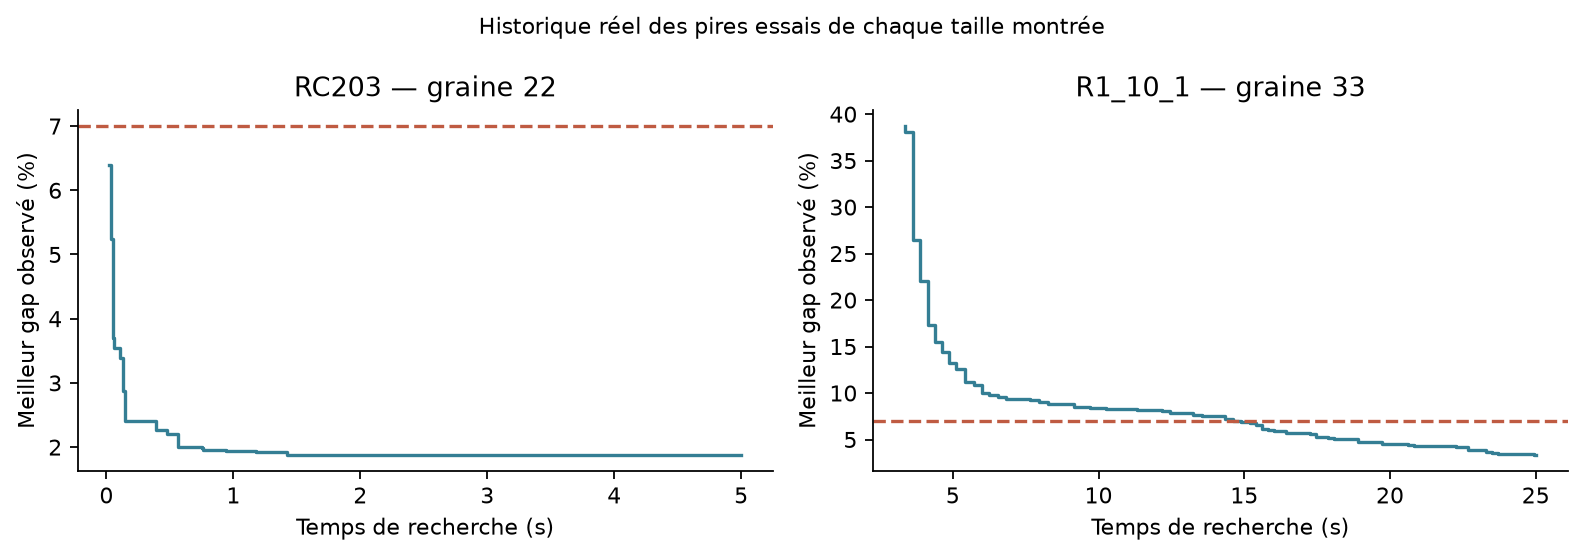 Historique réel des pires essais de chaque taille montrée
RC203 — graine 22
Meilleur gap observé (%)
7
6
5
4
3
2
0 1 2 3 4 5
Temps de recherche (s)
R1_10_1 — graine 33
Meilleur gap observé (%)
40
35
30
25
20
15
10
5
5 10 15 20 25
Temps de recherche (s)